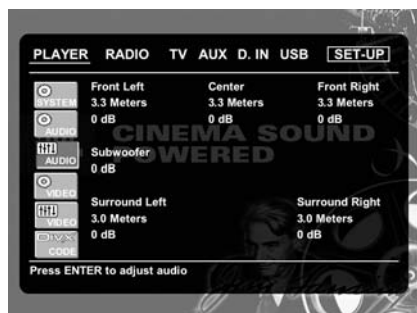 PLAYER RADIO TV AUX D. IN USB SET-UP
SYSTEM
AUDIO
AUDIO
VIDEO
VIDEO
DIVX
CODE
Front Left
3.3 Meters
0 dB
Center
3.3 Meters
0 dB
Front Right
3.3 Meters
0 dB
CINEMA SOUND
POWERED
Subwoofer
0 dB
Surround Left
3.0 Meters
0 dB
Surround Right
3.0 Meters
0 dB
Press ENTER to adjust audio